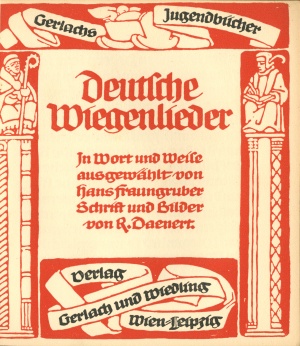 Gerlachs Jugendbücher
Deutsche
Wiegenlieder
In Wort und Weise
ausgewählt von
Hans Fraungruber
Schrift und Bilder
von R. Daenert.
Verlag
Gerlach und Wiedling
Wien-Leipzig